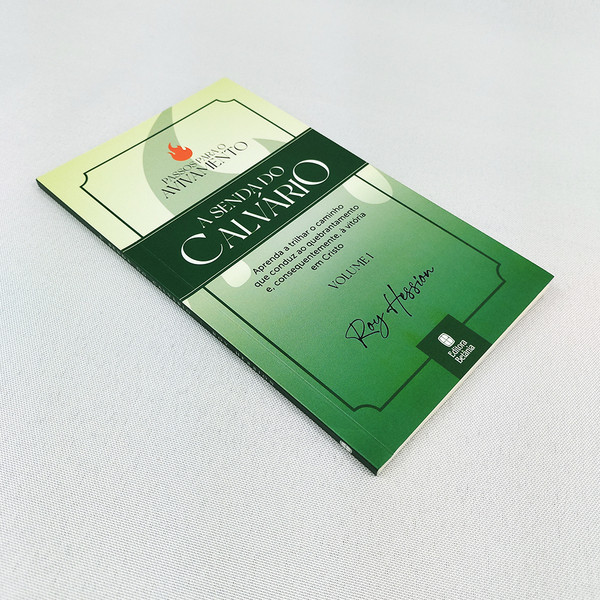 PASSOS PARA O
AVIVAMENTO
A SENDA DO
CALVÁRIO
Aprenda a trilhar o caminho
que conduz ao quebrantamento
e, consequentemente, à vitória
em Cristo
VOLUME I
Roy Hession
Editora
Betânia